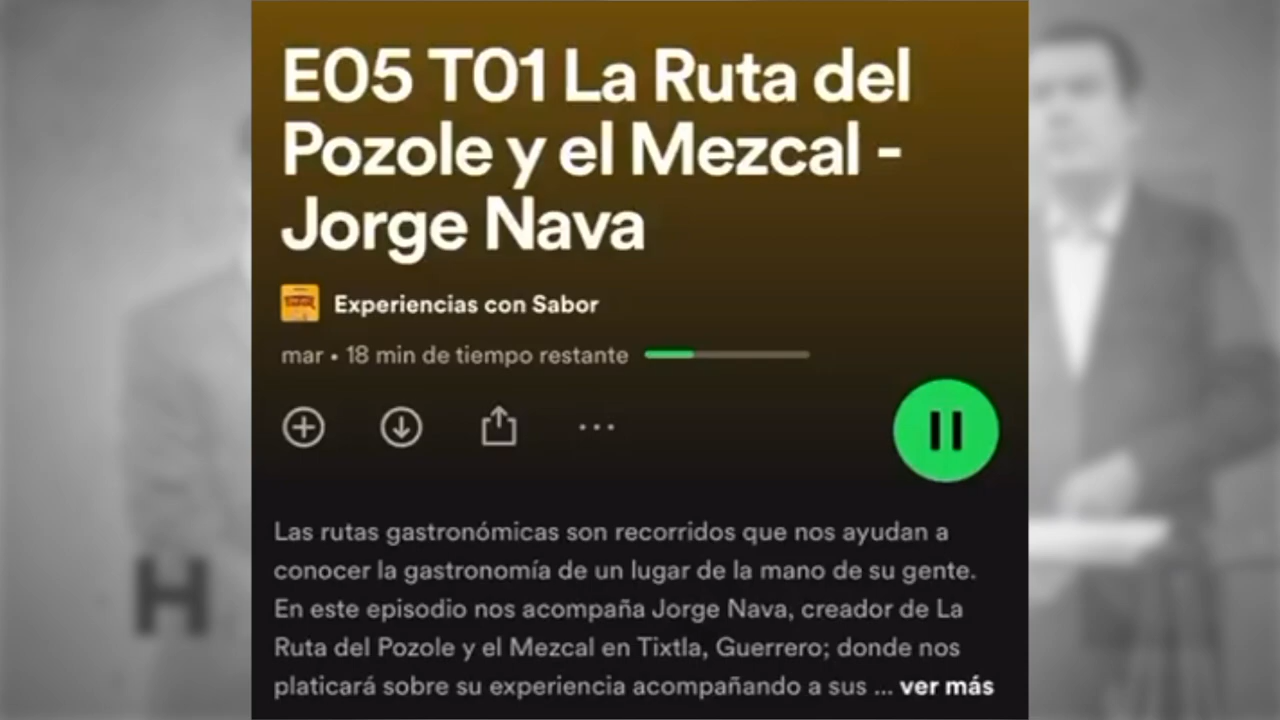 E05 T01 La Ruta del
Pozole y el Mezcal -
Jorge Nava
Experiencias con Sabor
mar • 18 min de tiempo restante
Las rutas gastronómicas son recorridos que nos ayudan a
conocer la gastronomía de un lugar de la mano de su gente.
En este episodio nos acompaña Jorge Nava, creador de La
Ruta del Pozole y el Mezcal en Tixtla, Guerrero; donde nos
platicará sobre su experiencia acompañando a sus ... ver más
H